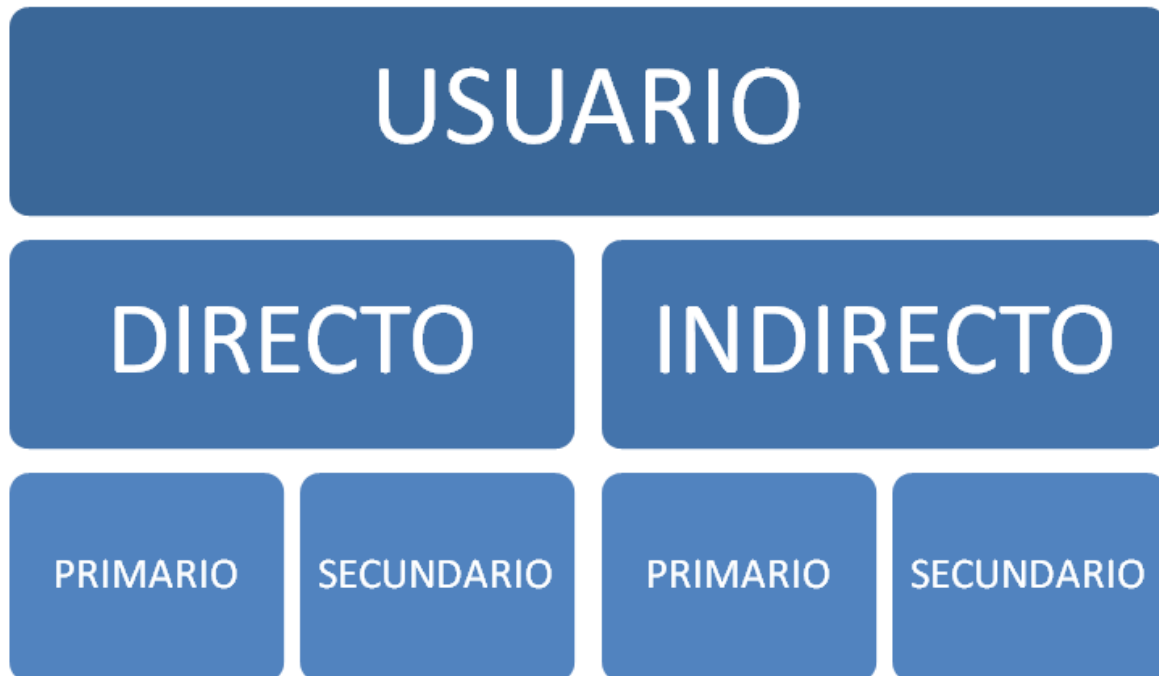 USUARIO
DIRECTO
INDIRECTO
PRIMARIO
SECUNDARIO
PRIMARIO
SECUNDARIO